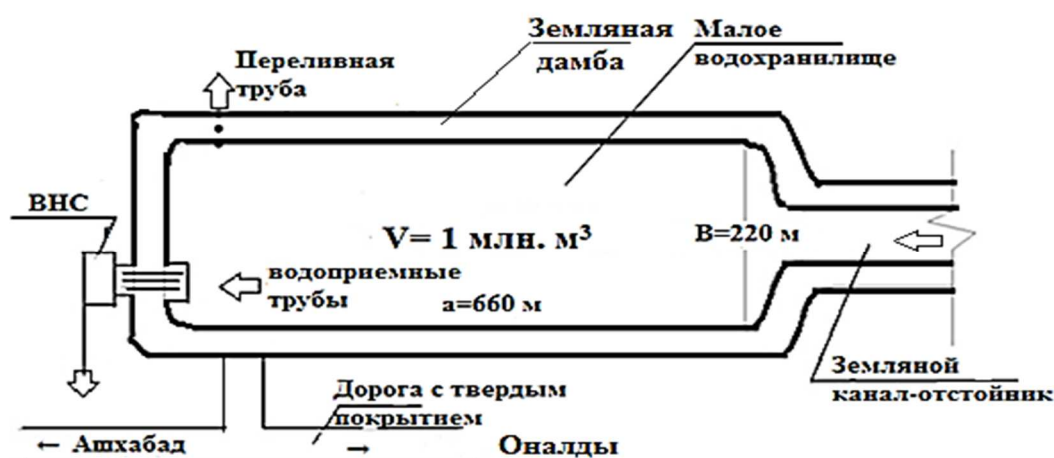 Земляная
дамба
Малое
водохранилище
Переливная
труба
ВНС
V= 1 млн. м³
В=220 м
водоприемные
трубы
а=660 м
Земляной
канал-отстойник
Дорога с твердым
покрытием
← Ашхабад
→ Оналды